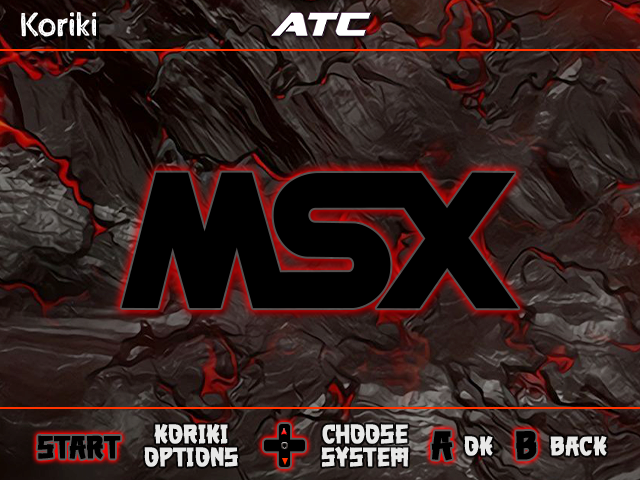 Koriki
ATC
MSX
START
KORIKI
OPTIONS
CHOOSE
SYSTEM
A OK
B BACK